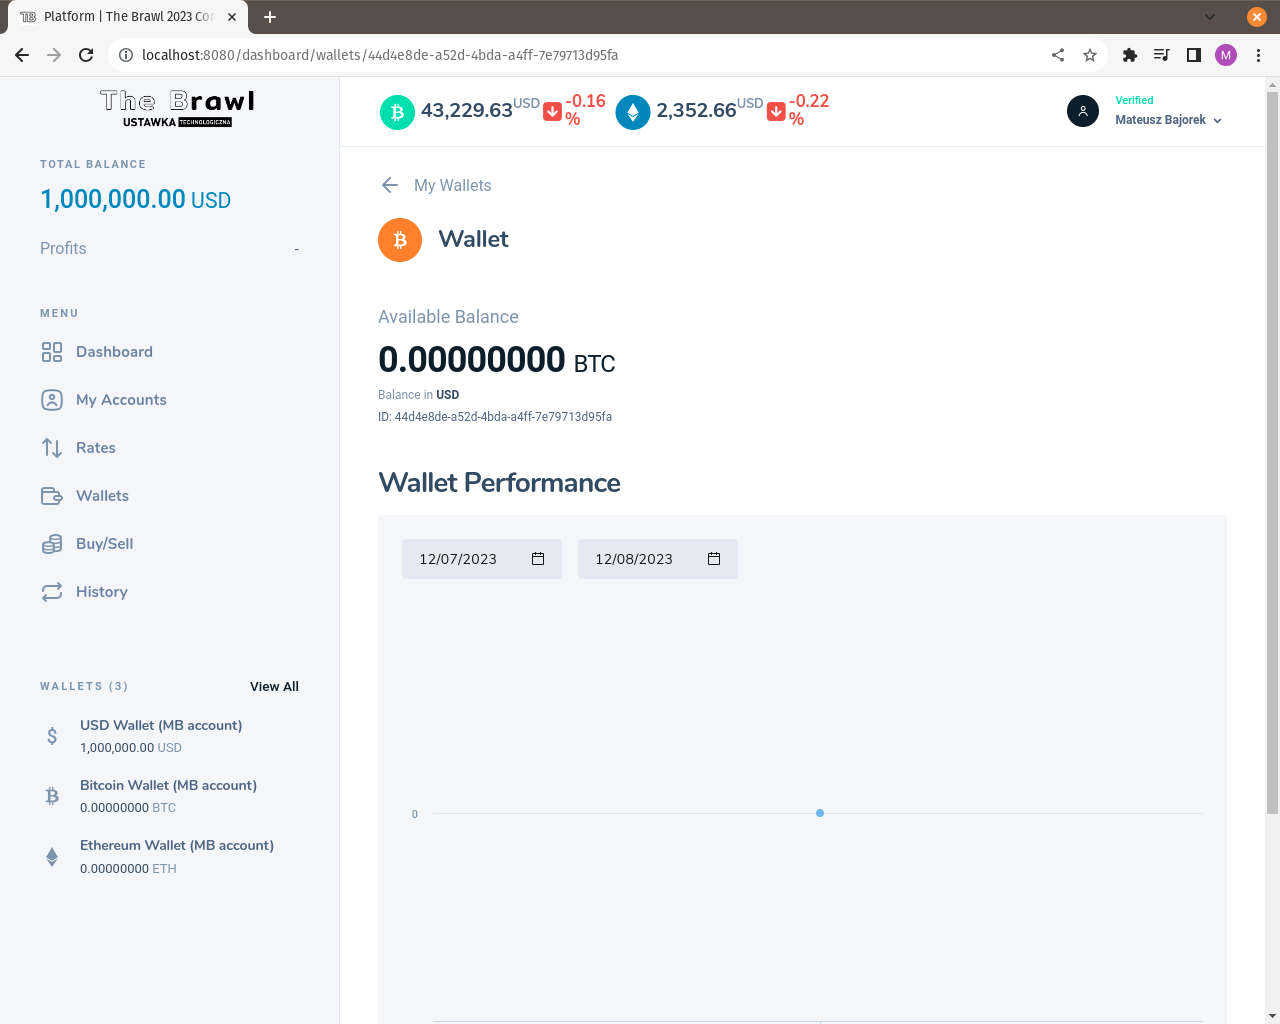 Platform | The Brawl 2023 Co
localhost:8080/dashboard/wallets/44d4e8de-a52d-4bda-a4ff-7e79713d95fa
M
The Brawl
USTAWKA TECHNOLOGICZNA
43,229.63 USD -0.16 %
2,352.66 USD -0.22 %
Verified
Mateusz Bajorek
TOTAL BALANCE
1,000,000.00 USD
Profits -
MENU
Dashboard
My Accounts
Rates
Wallets
Buy/Sell
History
WALLETS (3) View All
USD Wallet (MB account)
1,000,000.00 USD
Bitcoin Wallet (MB account)
0.00000000 BTC
Ethereum Wallet (MB account)
0.00000000 ETH
My Wallets
Wallet
Available Balance
0.00000000 BTC
Balance in USD
ID: 44d4e8de-a52d-4bda-a4ff-7e79713d95fa
Wallet Performance
12/07/2023 12/08/2023
0